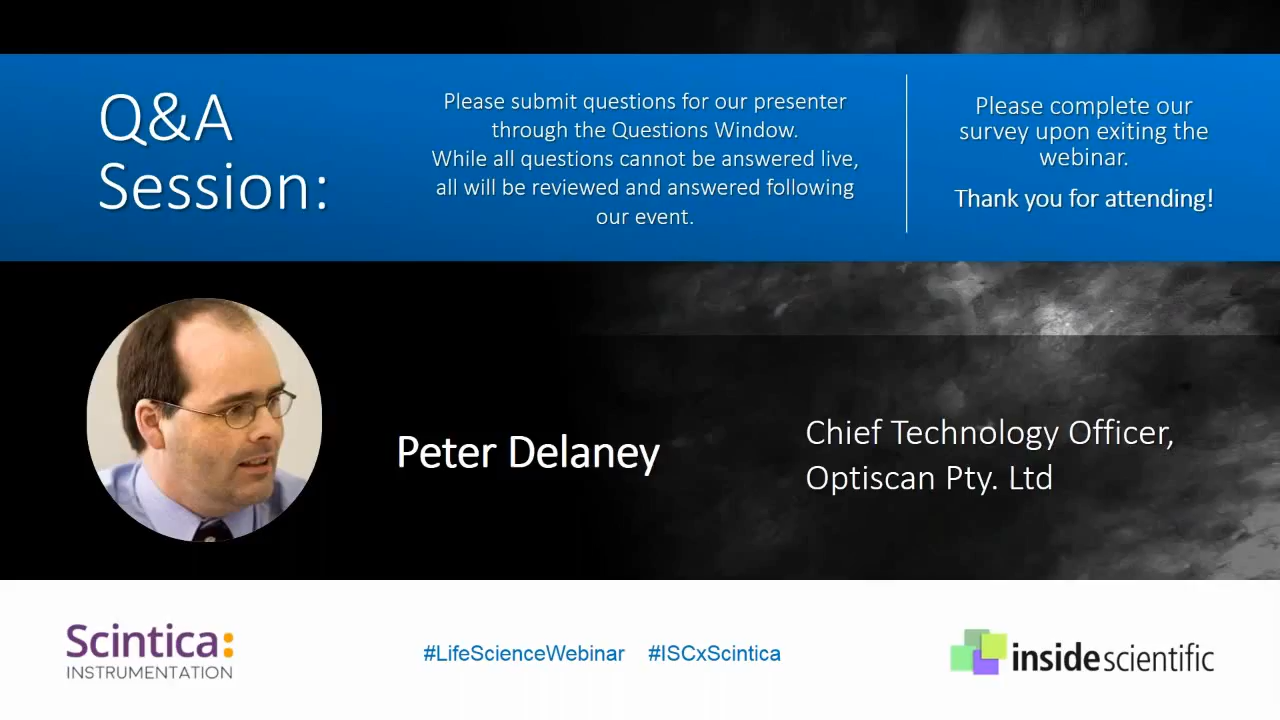 Q&A
Session:
Please submit questions for our presenter
through the Questions Window.
While all questions cannot be answered live,
all will be reviewed and answered following
our event.
Please complete our
survey upon exiting the
webinar.
Thank you for attending!
Peter Delaney
Chief Technology Officer,
Optiscan Pty. Ltd
Scintica:
INSTRUMENTATION
#LifeScienceWebinar #ISCxScintica
insidescientific